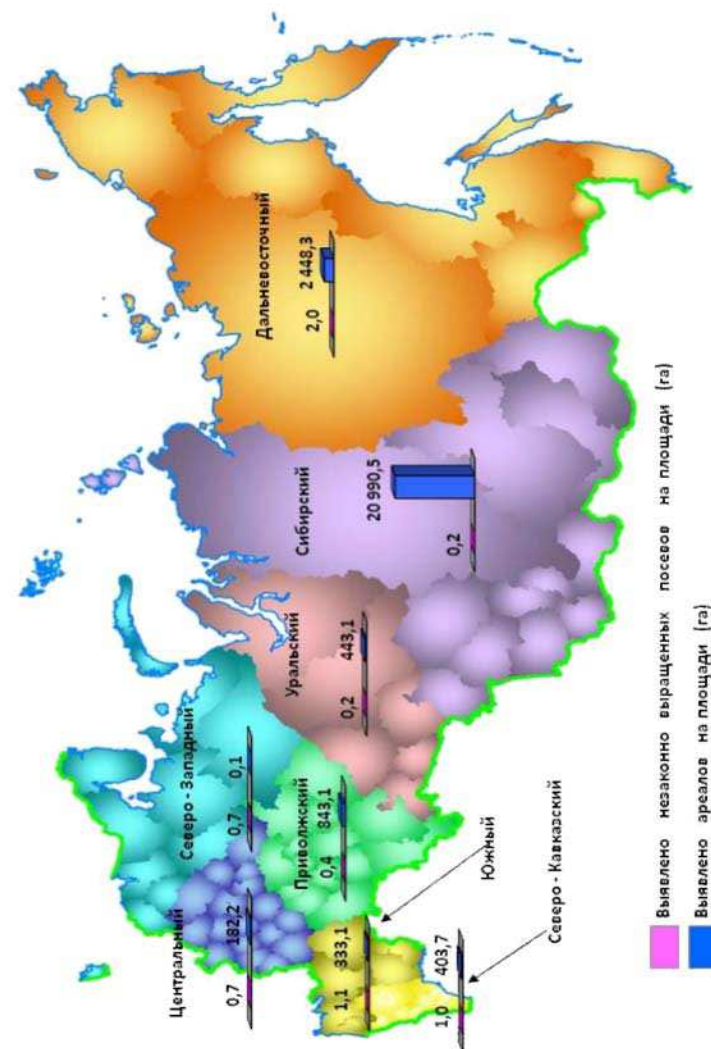 Дальневосточный
2,0 2 448,3
Сибирский
0,2 20 990,5
Уральский
0,2 443,1
Северо - Западный
0,7 0,1
Приволжский
0,4 843,1
Центральный
0,7 182,2
1,1 333,1
Южный
1,0 403,7
Северо - Кавказский
Выявлено незаконно выращенных посевов на площади (га)
Выявлено ареалов на площади (га)